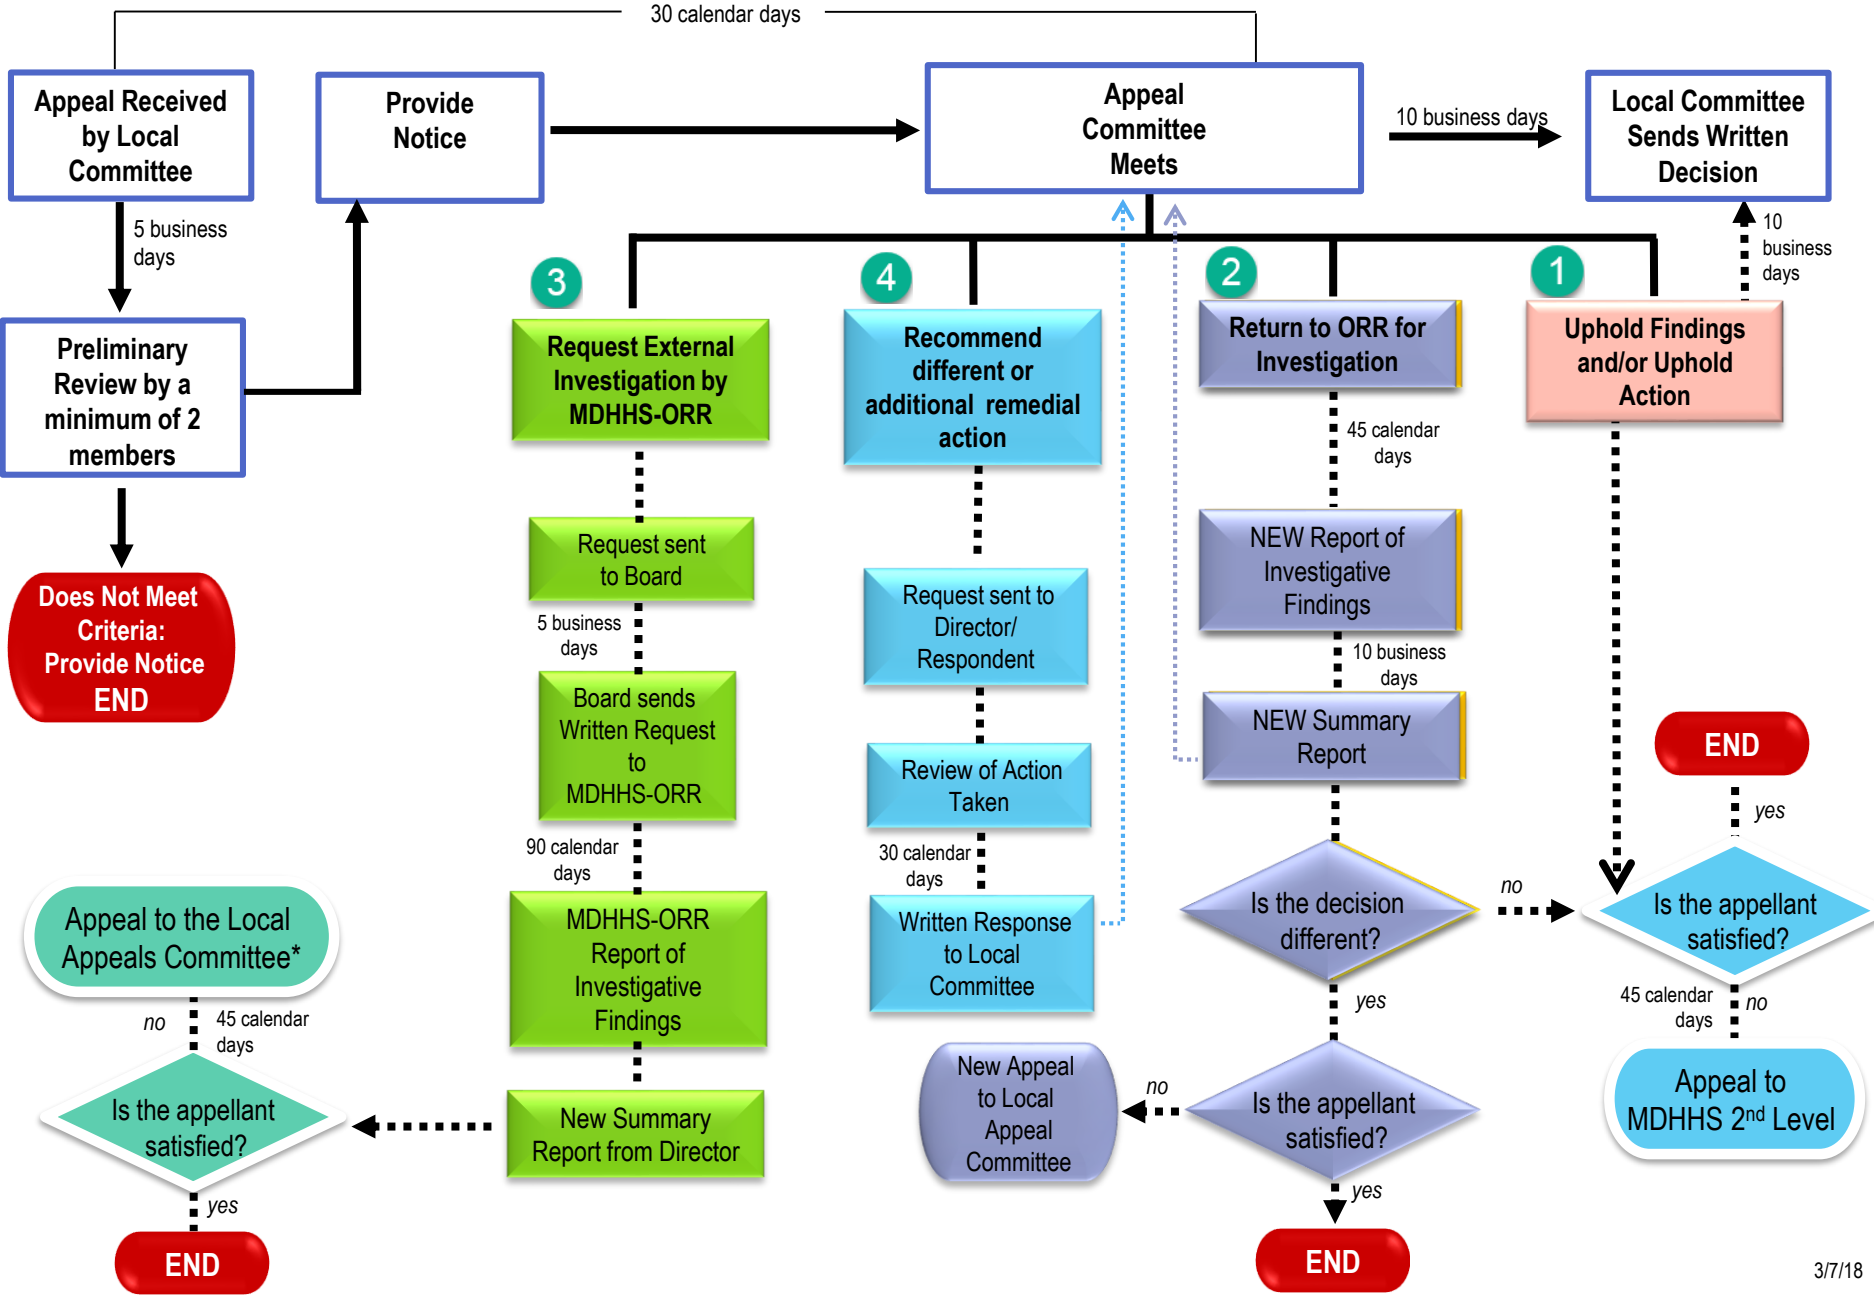 30 calendar days
Appeal Received
by Local
Committee
Provide
Notice
Appeal
Committee
Meets
10 business days
Local Committee
Sends Written
Decision
5 business
days
10
business
days
Preliminary
Review by a
minimum of 2
members
Does Not Meet
Criteria:
Provide Notice
END
3
Request External
Investigation by
MDHHS-ORR
Request sent
to Board
5 business
days
Board sends
Written Request
to
MDHHS-ORR
90 calendar
days
MDHHS-ORR
Report of
Investigative
Findings
New Summary
Report from Director
Appeal to the Local
Appeals Committee*
no
45 calendar
days
Is the appellant
satisfied?
yes
END
4
Recommend
different or
additional remedial
action
Request sent to
Director/
Respondent
Review of Action
Taken
30 calendar
days
Written Response
to Local
Committee
2
Return to ORR for
Investigation
45 calendar
days
NEW Report of
Investigative
Findings
10 business
days
NEW Summary
Report
Is the decision
different?
no
yes
Is the appellant
satisfied?
no
New Appeal
to Local
Appeal
Committee
yes
END
1
Uphold Findings
and/or Uphold
Action
END
yes
Is the appellant
satisfied?
45 calendar
days
no
Appeal to
MDHHS 2nd Level
3/7/18